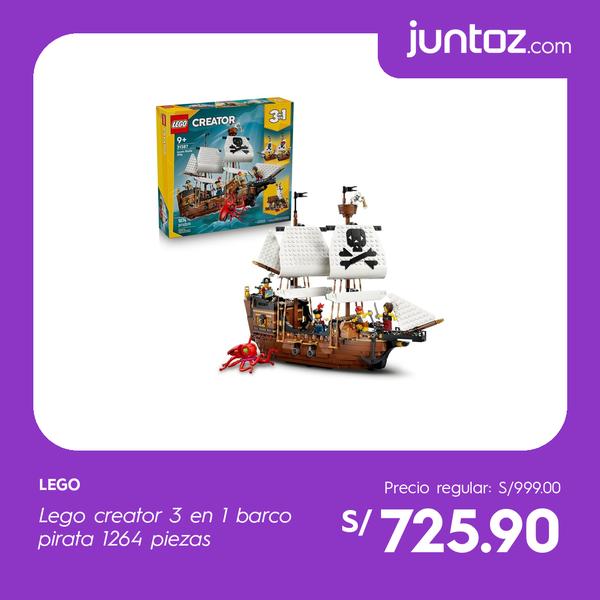 juntoz.com
LEGO CREATOR
3in1
9+
LEGO
Precio regular: S/999.00
Lego creator 3 en 1 barco
pirata 1264 piezas
S/725.90